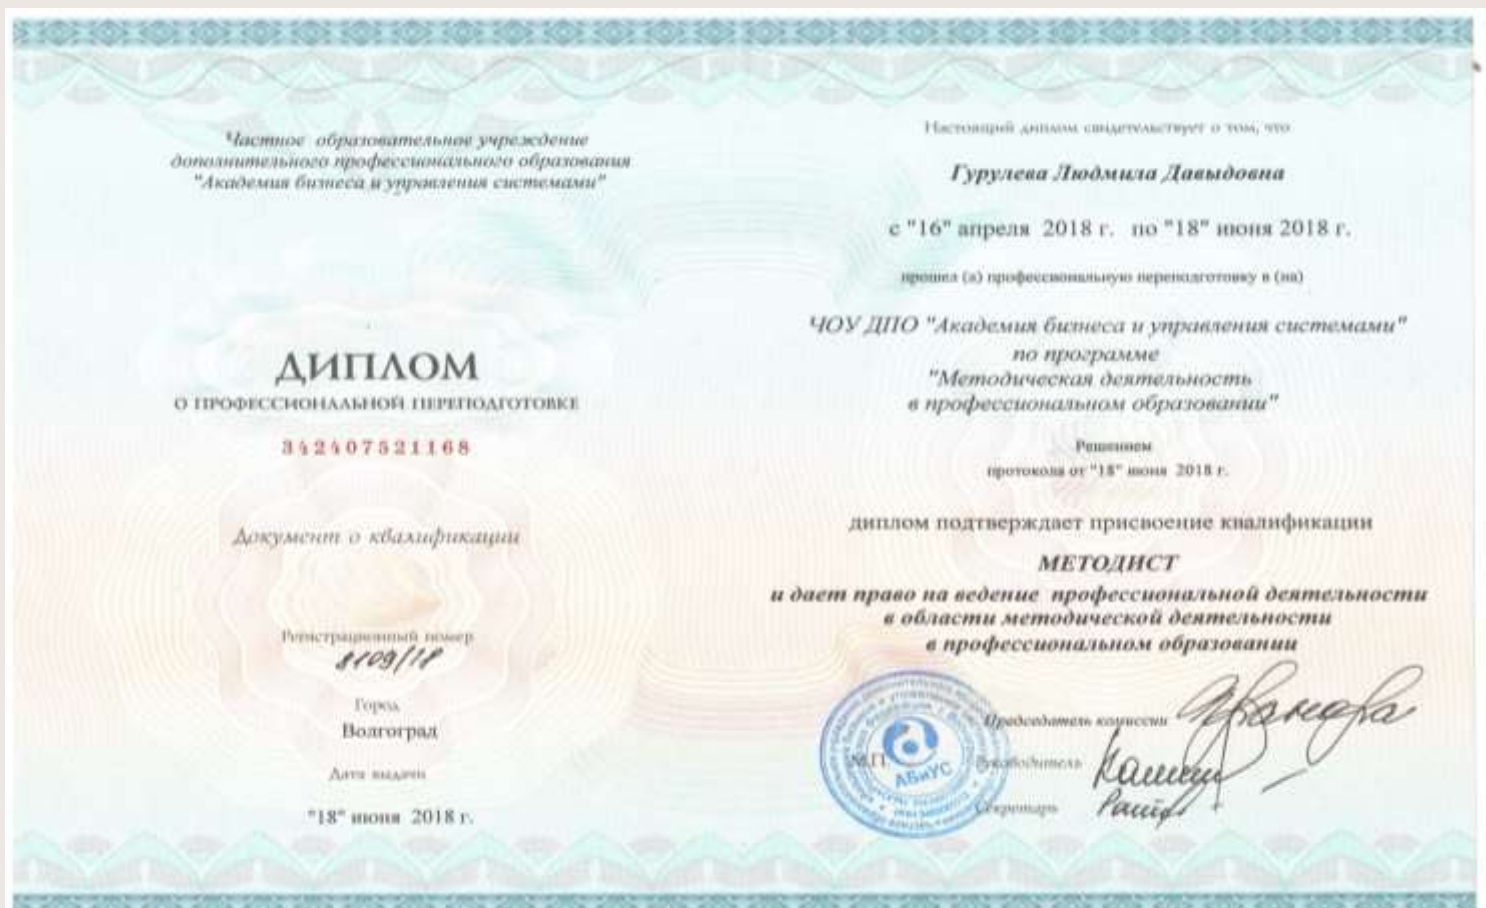 Частное образовательное учреждение
дополнительного профессионального образования
"Академия бизнеса и управления системами"
ДИПЛОМ
О ПРОФЕССИОНАЛЬНОЙ ПЕРЕПОДГОТОВКЕ
342407521168
Документ о квалификации
Регистрационный номер
8109/18
Город
Волгоград
Дата выдачи
"18" июня 2018 г.
Настоящий диплом свидетельствует о том, что
Гурулева Людмила Давыдовна
с "16" апреля 2018 г. по "18" июня 2018 г.
прошел (а) профессиональную переподготовку в (на)
ЧОУ ДПО "Академия бизнеса и управления системами"
по программе
"Методическая деятельность
в профессиональном образовании"
Решением
протокола от "18" июня 2018 г.
диплом подтверждает присвоение квалификации
МЕТОДИСТ
и дает право на ведение профессиональной деятельности
в области методической деятельности
в профессиональном образовании
Председатель комиссии
М.П.
Руководитель
АБиУС
Секретарь